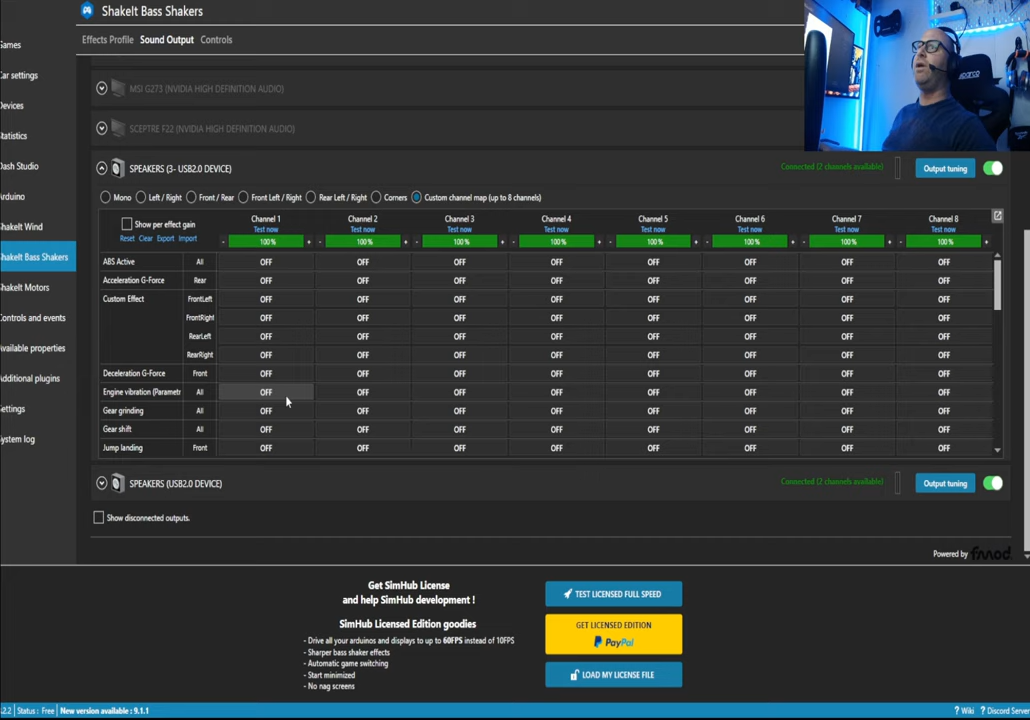 ShakeIt Bass Shakers
Effects Profile Sound Output Controls
Games
Car settings
Devices
Statistics
Dash Studio
Arduino
ShakeIt Wind
ShakeIt Bass Shakers
ShakeIt Motors
Controls and events
Available properties
Additional plugins
Settings
System log
MSI G273 (NVIDIA HIGH DEFINITION AUDIO)
SCEPTRE F22 (NVIDIA HIGH DEFINITION AUDIO)
SPEAKERS (3- USB2.0 DEVICE) Connected (2 channels available) Output tuning
Mono Left / Right Front / Rear Front Left / Right Rear Left / Right Corners Custom channel map (up to 8 channels)
Show per effect gain
Reset Clear Export Import
Channel 1 Channel 2 Channel 3 Channel 4 Channel 5 Channel 6 Channel 7 Channel 8
Test now Test now Test now Test now Test now Test now Test now Test now
- 100 % + - 100 % + - 100 % + - 100 % + - 100 % + - 100 % + - 100 % + - 100 % +
ABS Active All OFF OFF OFF OFF OFF OFF OFF OFF
Acceleration G-Force Rear OFF OFF OFF OFF OFF OFF OFF OFF
Custom Effect FrontLeft OFF OFF OFF OFF OFF OFF OFF OFF
FrontRight OFF OFF OFF OFF OFF OFF OFF OFF
RearLeft OFF OFF OFF OFF OFF OFF OFF OFF
RearRight OFF OFF OFF OFF OFF OFF OFF OFF
Deceleration G-Force Front OFF OFF OFF OFF OFF OFF OFF OFF
Engine vibration (Parametr All OFF OFF OFF OFF OFF OFF OFF OFF
Gear grinding All OFF OFF OFF OFF OFF OFF OFF OFF
Gear shift All OFF OFF OFF OFF OFF OFF OFF OFF
Jump landing Front OFF OFF OFF OFF OFF OFF OFF OFF
SPEAKERS (USB2.0 DEVICE) Connected (2 channels available) Output tuning
Show disconnected outputs.
Powered by fmod
Get SimHub License
and help SimHub development !
SimHub Licensed Edition goodies
- Drive all your arduinos and displays to up to 60FPS instead of 10FPS
- Sharper bass shaker effects
- Automatic game switching
- Start minimized
- No nag screens
TEST LICENSED FULL SPEED
GET LICENSED EDITION
PayPal
LOAD MY LICENSE FILE
.2.2 Status : Free New version available : 9.1.1 ? Wiki ? Discord Server
SPARCO